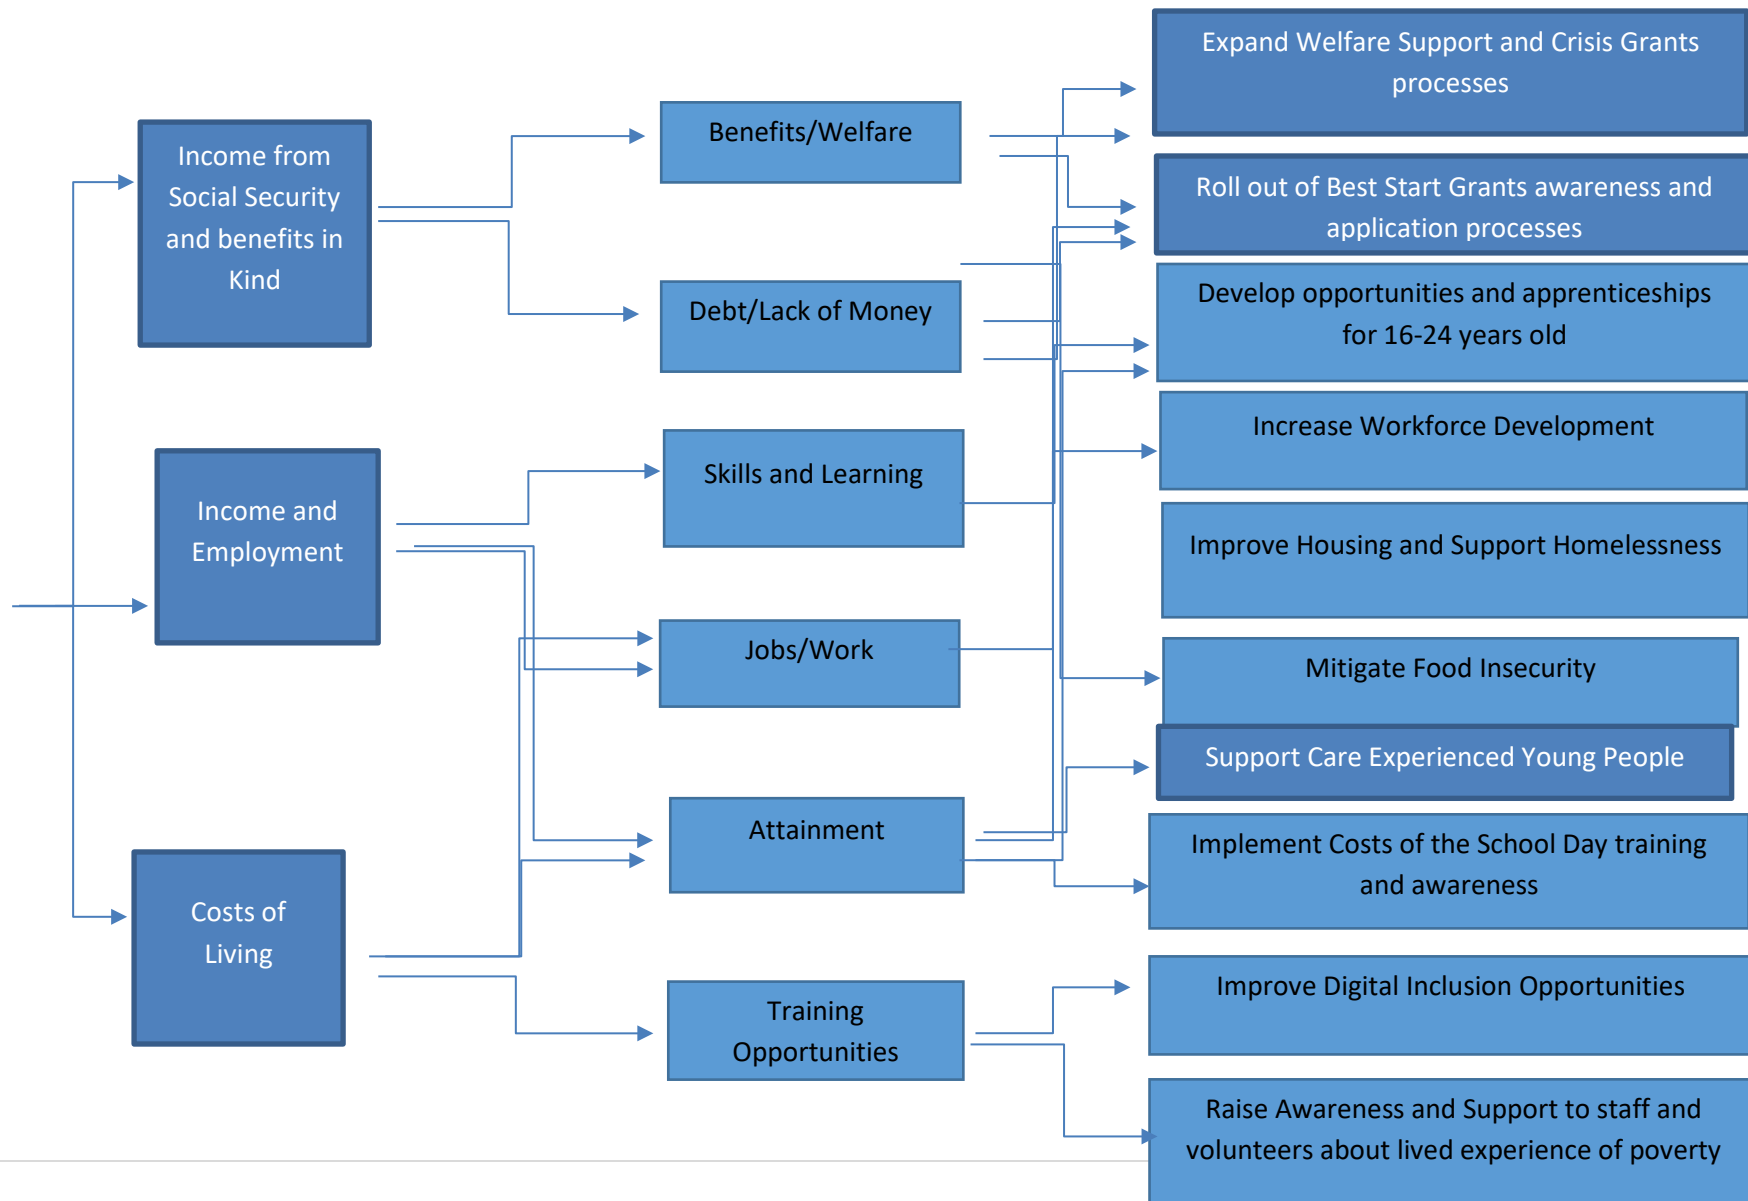 Income from
Social Security
and benefits in
Kind
Income and
Employment
Costs of
Living
Benefits/Welfare
Debt/Lack of Money
Skills and Learning
Jobs/Work
Attainment
Training
Opportunities
Expand Welfare Support and Crisis Grants
processes
Roll out of Best Start Grants awareness and
application processes
Develop opportunities and apprenticeships
for 16-24 years old
Increase Workforce Development
Improve Housing and Support Homelessness
Mitigate Food Insecurity
Support Care Experienced Young People
Implement Costs of the School Day training
and awareness
Improve Digital Inclusion Opportunities
Raise Awareness and Support to staff and
volunteers about lived experience of poverty